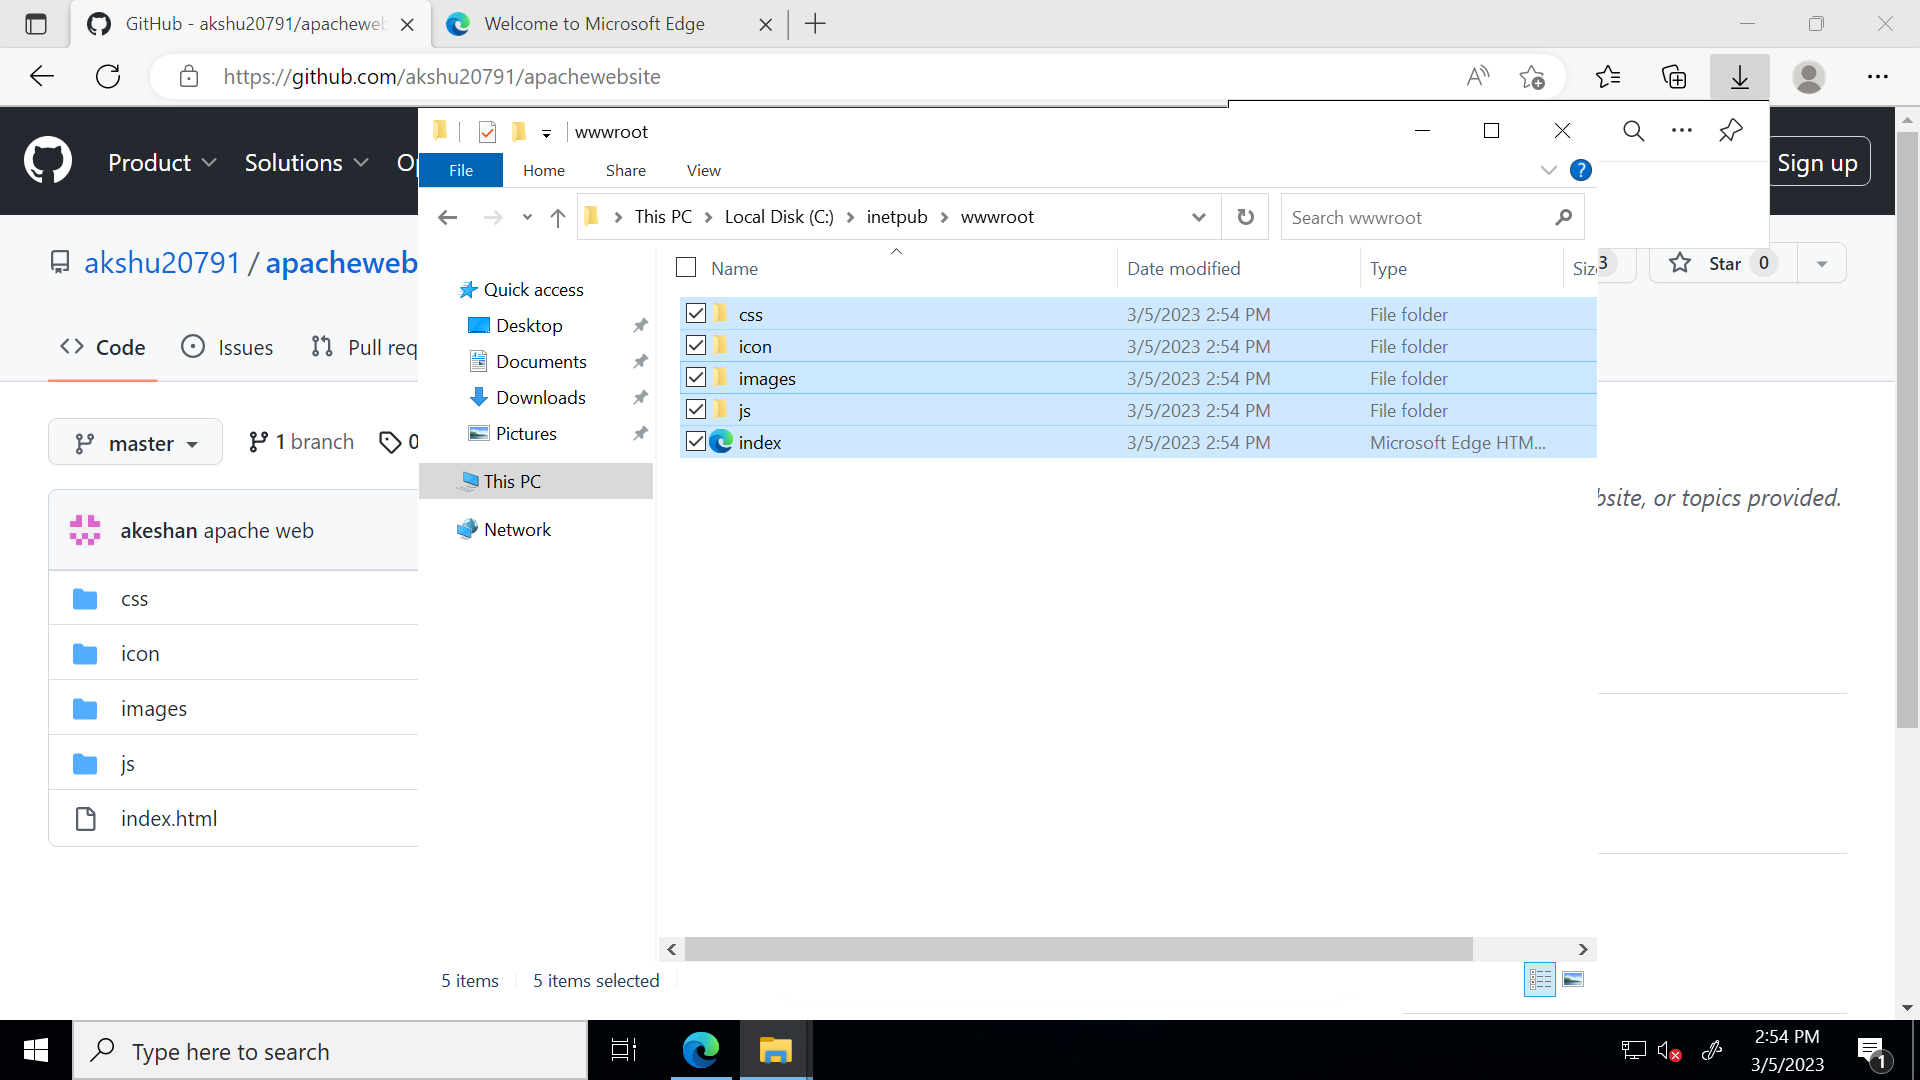 GitHub - akshu20791/apacheweb
Welcome to Microsoft Edge
https://github.com/akshu20791/apachewebsite
Product
Solutions
Op
wwwroot
Sign up
File
Home
Share
View
?
This PC > Local Disk (C:) > inetpub > wwwroot
Search wwwroot
akshu20791 / apacheweb
3
Star 0
Name
Date modified
Type
Siz
Quick access
Desktop
Documents
Downloads
Pictures
This PC
Network
css 3/5/2023 2:54 PM File folder
icon 3/5/2023 2:54 PM File folder
images 3/5/2023 2:54 PM File folder
js 3/5/2023 2:54 PM File folder
index 3/5/2023 2:54 PM Microsoft Edge HTM...
Code
Issues
Pull req
master
1 branch
0
bsite, or topics provided.
akeshan apache web
css
icon
images
js
index.html
5 items
5 items selected
Type here to search
2:54 PM
3/5/2023
1